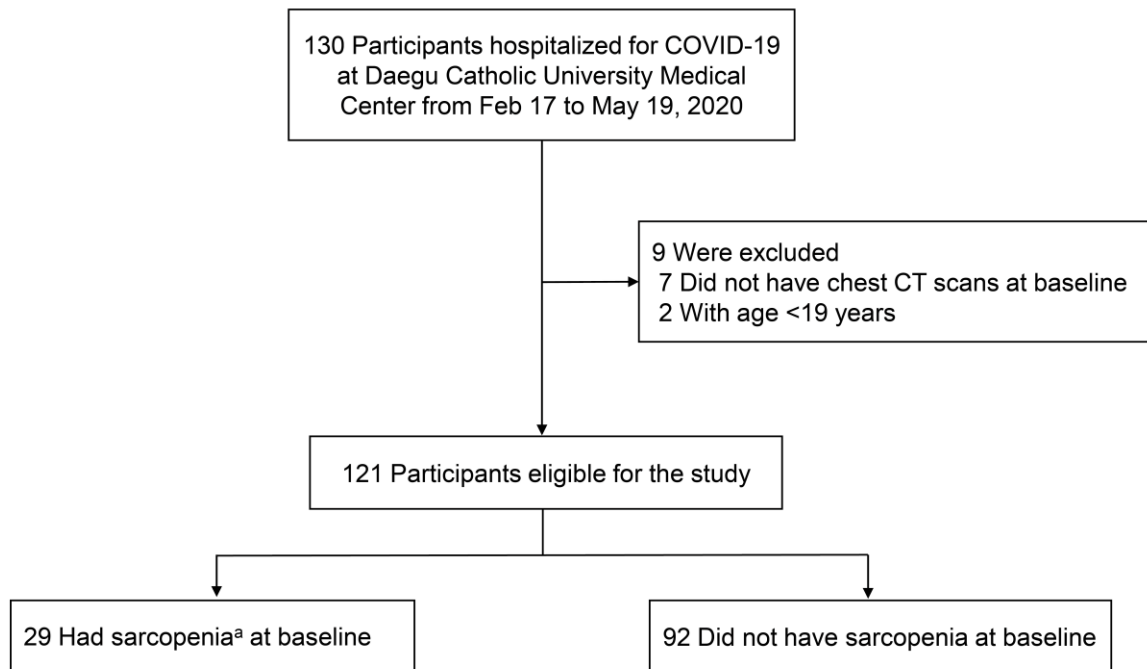 130 Participants hospitalized for COVID-19
at Daegu Catholic University Medical
Center from Feb 17 to May 19, 2020
9 Were excluded
7 Did not have chest CT scans at baseline
2 With age <19 years
121 Participants eligible for the study
29 Had sarcopeniaᵃ at baseline
92 Did not have sarcopenia at baseline